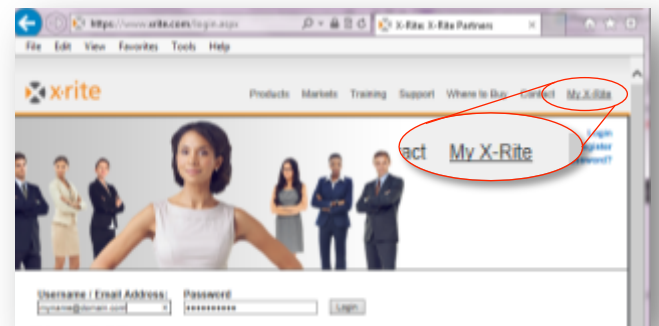 https://www.xrite.com/login.aspx
X-Rite: X-Rite Partners
File Edit View Favorites Tools Help
x·rite
Products Markets Training Support Where to Buy Contact My X-Rite
act My X-Rite
Login
Username / Email Address: Password
myname@domain.com
Login